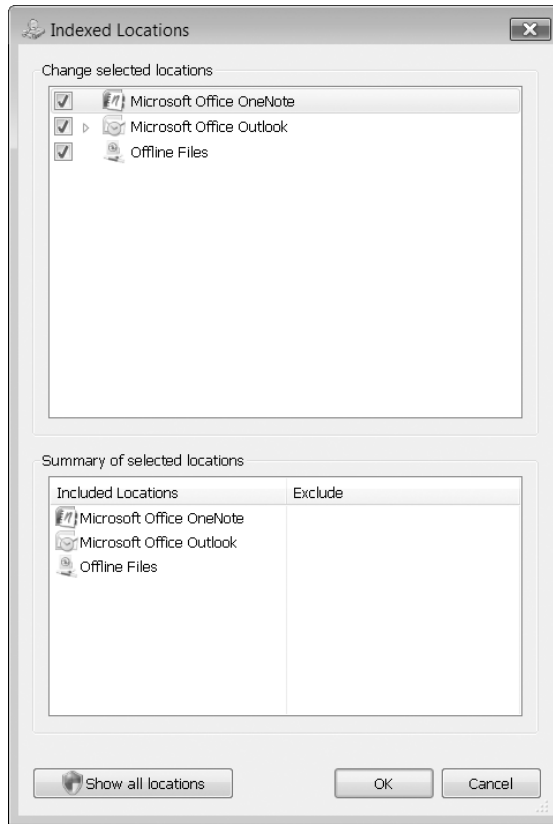 Indexed Locations
Change selected locations
Microsoft Office OneNote
Microsoft Office Outlook
Offline Files
Summary of selected locations
Included Locations Exclude
Microsoft Office OneNote
Microsoft Office Outlook
Offline Files
Show all locations OK Cancel